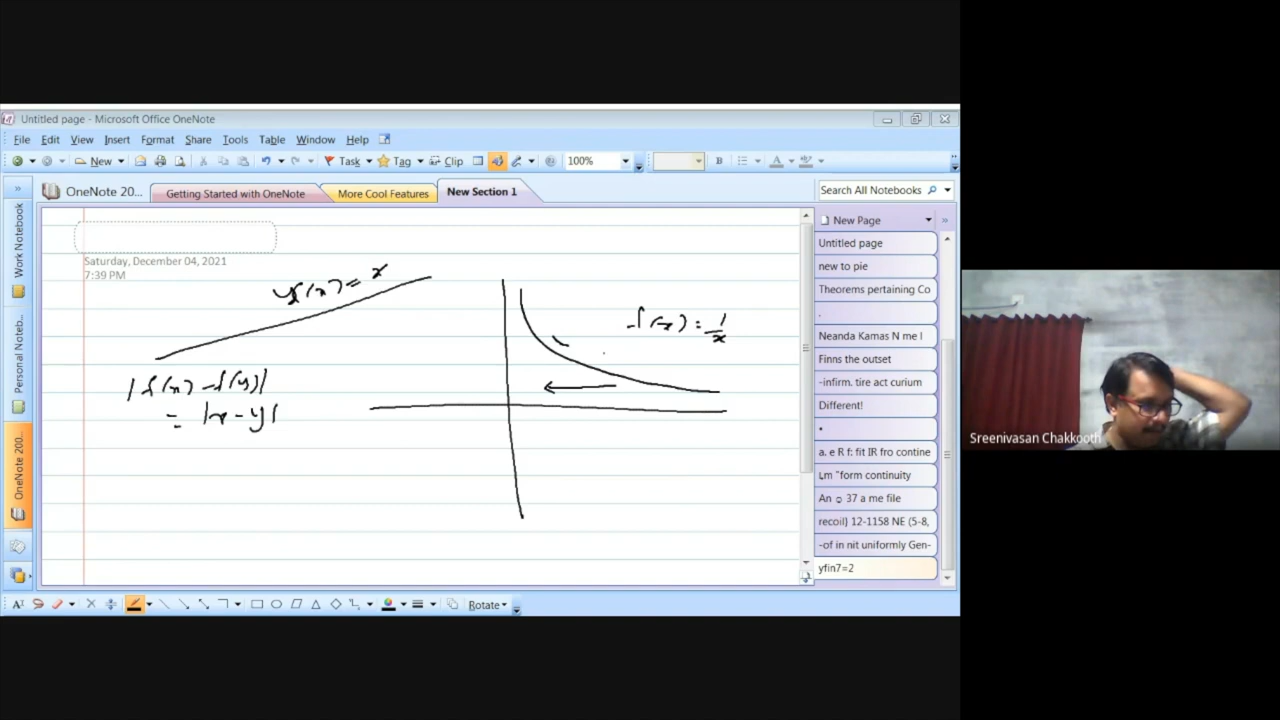 Untitled page - Microsoft Office OneNote
File Edit View Insert Format Share Tools Table Window Help
New Task Tag Clip 100% B A
OneNote 20... Getting Started with OneNote More Cool Features New Section 1 Search All Notebooks
Work Notebook
Personal Noteb...
OneNote 200...
Saturday, December 04, 2021
7:39 PM
f(x) = x
|f(x) - f(y)|
= |x - y|
f(x) = 1/x
New Page
Untitled page
new to pie
Theorems pertaining Co
.
Neanda Kamas N me l
Finns the outset
-infirm. tire act curium
Different!
•
a. e R f: fit IR fro contine
"form continuity
An 37 a me file
recoil} 12-1158 NE (5-8,
-of in nit uniformly Gen-
yfin7=2
Rotate
Sreenivasan Chakkooth